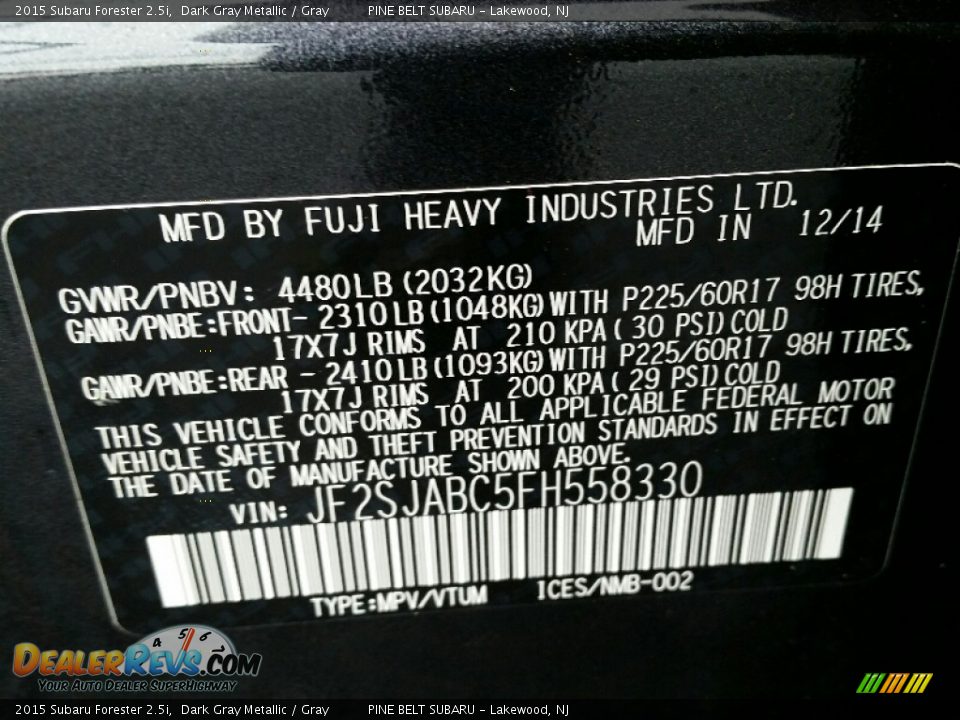 2015 Subaru Forester 2.5i, Dark Gray Metallic / Gray PINE BELT SUBARU - Lakewood, NJ
MFD BY FUJI HEAVY INDUSTRIES LTD.
MFD IN 12/14
GVWR/PNBV: 4480LB (2032KG)
GAWR/PNBE:FRONT- 2310LB (1048KG) WITH P225/60R17 98H TIRES,
17X7J RIMS AT 210 KPA ( 30 PSI) COLD
GAWR/PNBE:REAR - 2410LB (1093KG) WITH P225/60R17 98H TIRES,
17X7J RIMS AT 200 KPA ( 29 PSI) COLD
THIS VEHICLE CONFORMS TO ALL APPLICABLE FEDERAL MOTOR
VEHICLE SAFETY AND THEFT PREVENTION STANDARDS IN EFFECT ON
THE DATE OF MANUFACTURE SHOWN ABOVE.
VIN: JF2SJABC5FH558330
TYPE:MPV/VTUM ICES/NMB-002
4 5 6
DEALERREVS.COM
YOUR AUTO DEALER SUPERHIGHWAY
2015 Subaru Forester 2.5i, Dark Gray Metallic / Gray PINE BELT SUBARU - Lakewood, NJ